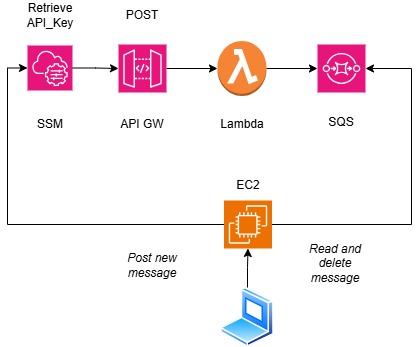 Retrieve
API_Key
POST
SSM
API GW
Lambda
SQS
EC2
Post new
message
Read and
delete
message